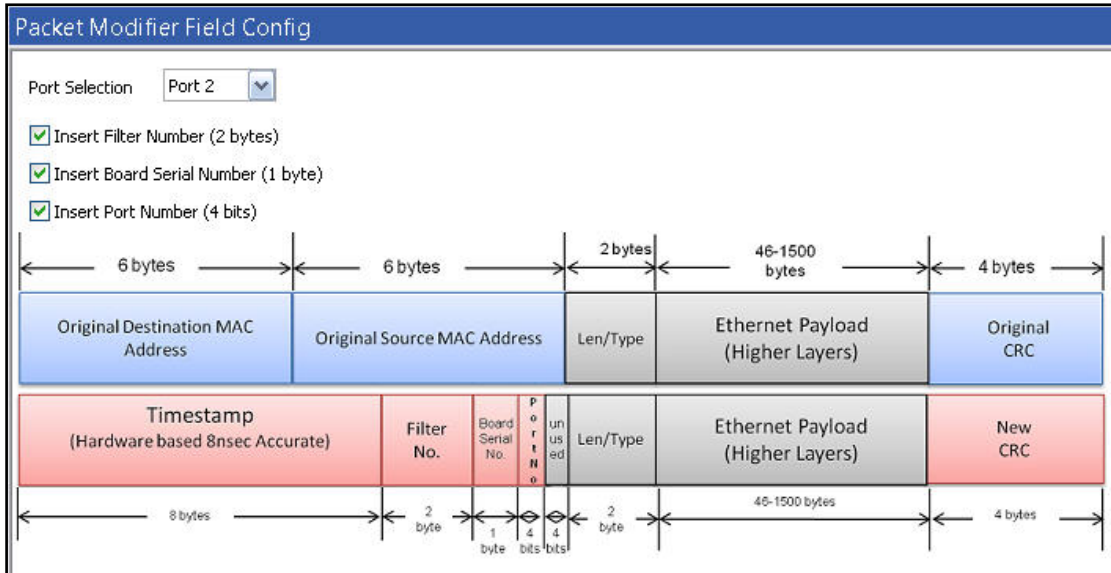 Packet Modifier Field Config
Port Selection
Port 2
Insert Filter Number (2 bytes)
Insert Board Serial Number (1 byte)
Insert Port Number (4 bits)
6 bytes
6 bytes
2 bytes
46-1500
bytes
4 bytes
Original Destination MAC
Address
Original Source MAC Address
Len/Type
Ethernet Payload
(Higher Layers)
Original
CRC
Timestamp
(Hardware based 8nsec Accurate)
Filter
No.
Board
Serial
No.
P
o
r
t
N
o
un
us
ed
Len/Type
Ethernet Payload
(Higher Layers)
New
CRC
8 bytes
2
byte
1
byte
4
bits
4
bits
2
byte
46-1500 bytes
4 bytes